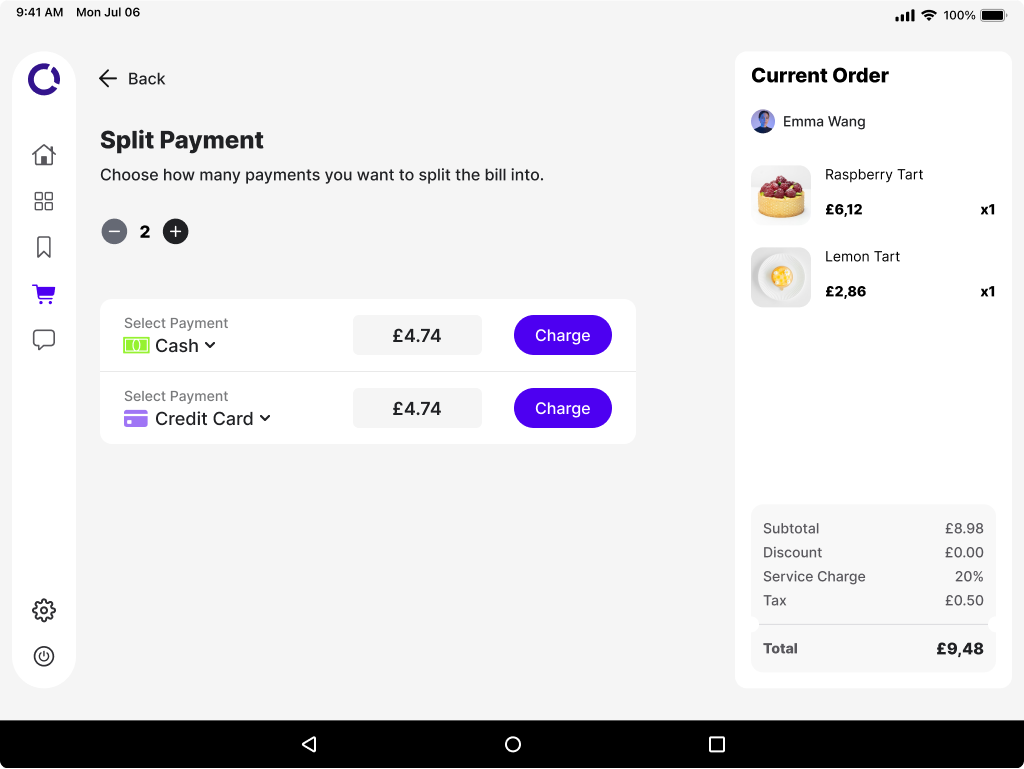 9:41 AM Mon Jul 06
100%
Back
Split Payment
Choose how many payments you want to split the bill into.
2
Select Payment
Cash
£4.74
Charge
Select Payment
Credit Card
£4.74
Charge
Current Order
Emma Wang
Raspberry Tart
£6,12 x1
Lemon Tart
£2,86 x1
Subtotal £8.98
Discount £0.00
Service Charge 20%
Tax £0.50
Total £9,48